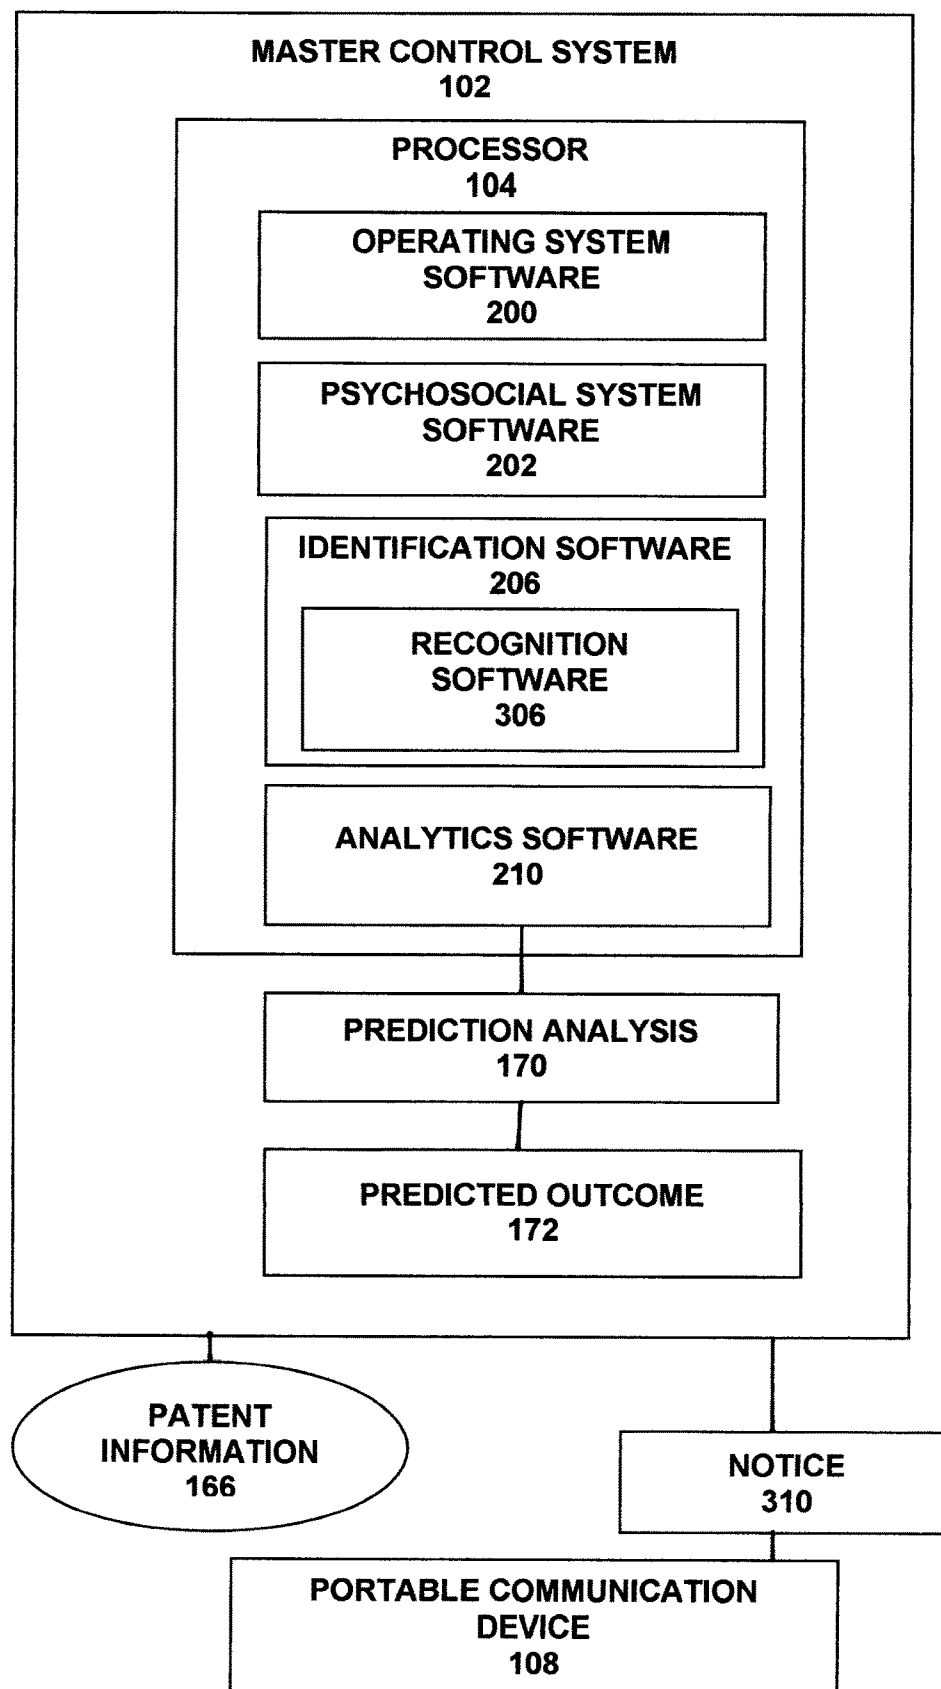 MASTER CONTROL SYSTEM
102
PROCESSOR
104
OPERATING SYSTEM
SOFTWARE
200
PSYCHOSOCIAL SYSTEM
SOFTWARE
202
IDENTIFICATION SOFTWARE
206
RECOGNITION
SOFTWARE
306
ANALYTICS SOFTWARE
210
PREDICTION ANALYSIS
170
PREDICTED OUTCOME
172
PATENT
INFORMATION
166
NOTICE
310
PORTABLE COMMUNICATION
DEVICE
108